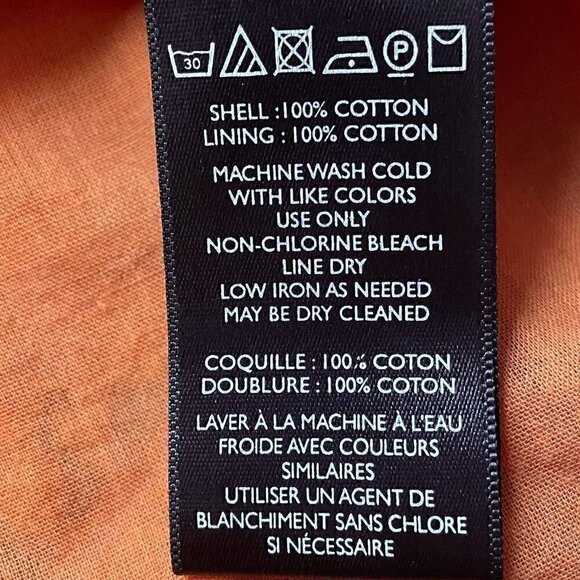 30 P
SHELL :100% COTTON
LINING : 100% COTTON
MACHINE WASH COLD
WITH LIKE COLORS
USE ONLY
NON-CHLORINE BLEACH
LINE DRY
LOW IRON AS NEEDED
MAY BE DRY CLEANED
COQUILLE : 100% COTON
DOUBLURE : 100% COTON
LAVER À LA MACHINE À L'EAU
FROIDE AVEC COULEURS
SIMILAIRES
UTILISER UN AGENT DE
BLANCHIMENT SANS CHLORE
SI NÉCESSAIRE